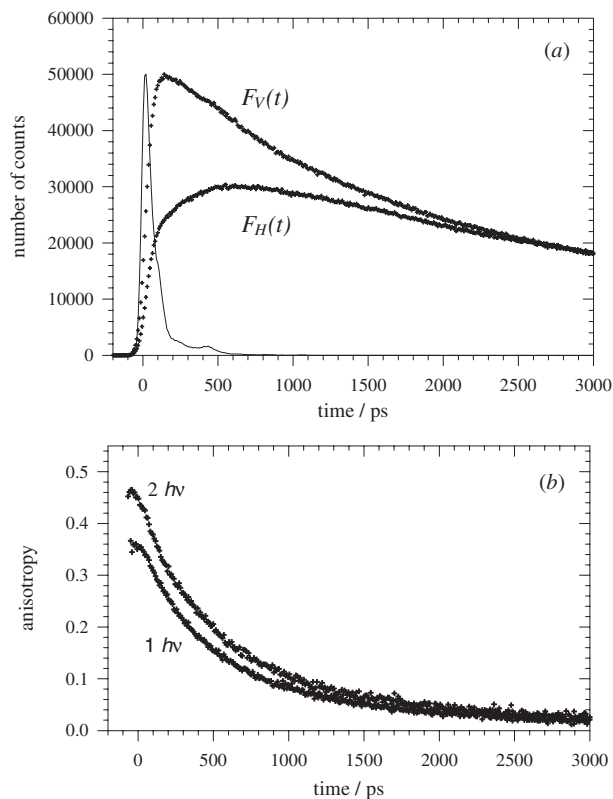 (a)
60000
50000
40000
30000
20000
10000
0
number of counts
F_V(t)
F_H(t)
0 500 1000 1500 2000 2500 3000
time / ps
(b)
0.5
0.4
0.3
0.2
0.1
0.0
anisotropy
2 hν
1 hν
0 500 1000 1500 2000 2500 3000
time / ps